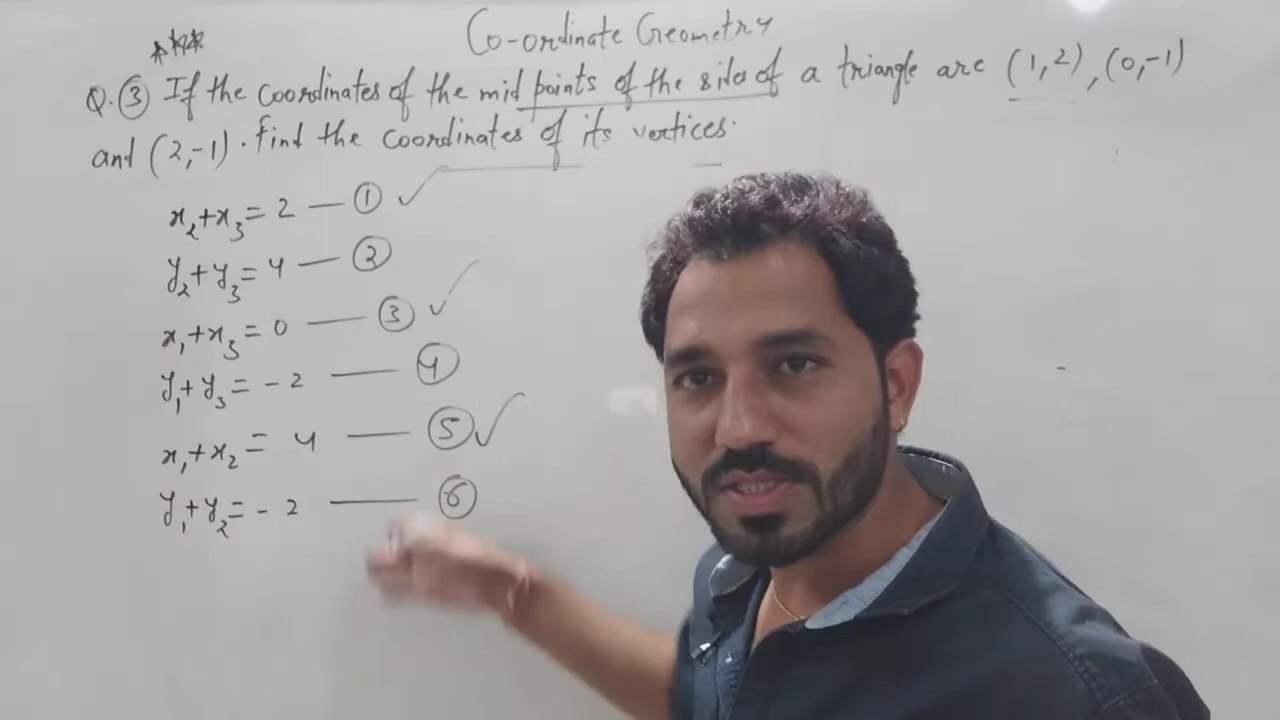 Co-ordinate Geometry
Q.③ If the coordinates of the mid points of the sides of a triangle are (1,2), (0,-1)
and (2,-1). find the coordinates of its vertices.
x₂+x₃ = 2 — ①
y₂+y₃ = 4 — ②
x₁+x₃ = 0 — ③
y₁+y₃ = -2 — ④
x₁+x₂ = 4 — ⑤
y₁+y₂ = -2 — ⑥